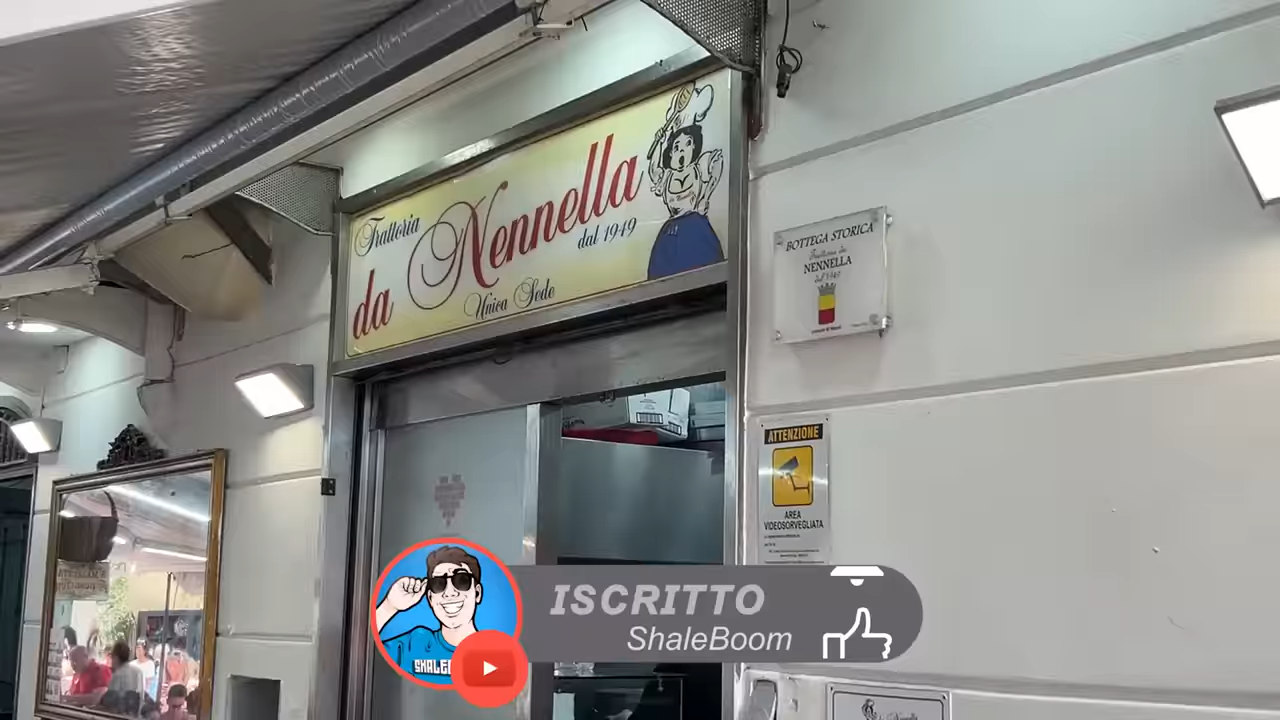 Trattoria
da Nennella
dal 1949
Unica Sede
BOTTEGA STORICA
Trattoria da
NENNELLA
dal 1949
ATTENZIONE
AREA
VIDEOSORVEGLIATA
ISCRITTO
ShaleBoom